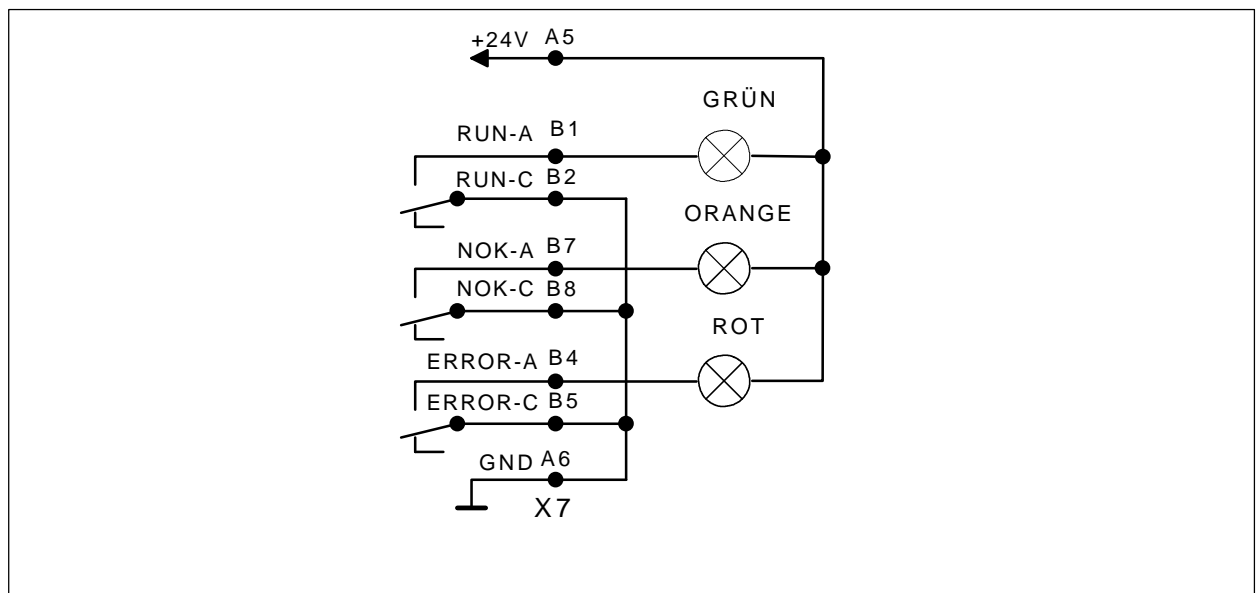 +24V A5
GRÜN
RUN-A B1
RUN-C B2
ORANGE
NOK-A B7
NOK-C B8
ROT
ERROR-A B4
ERROR-C B5
GND A6
X7